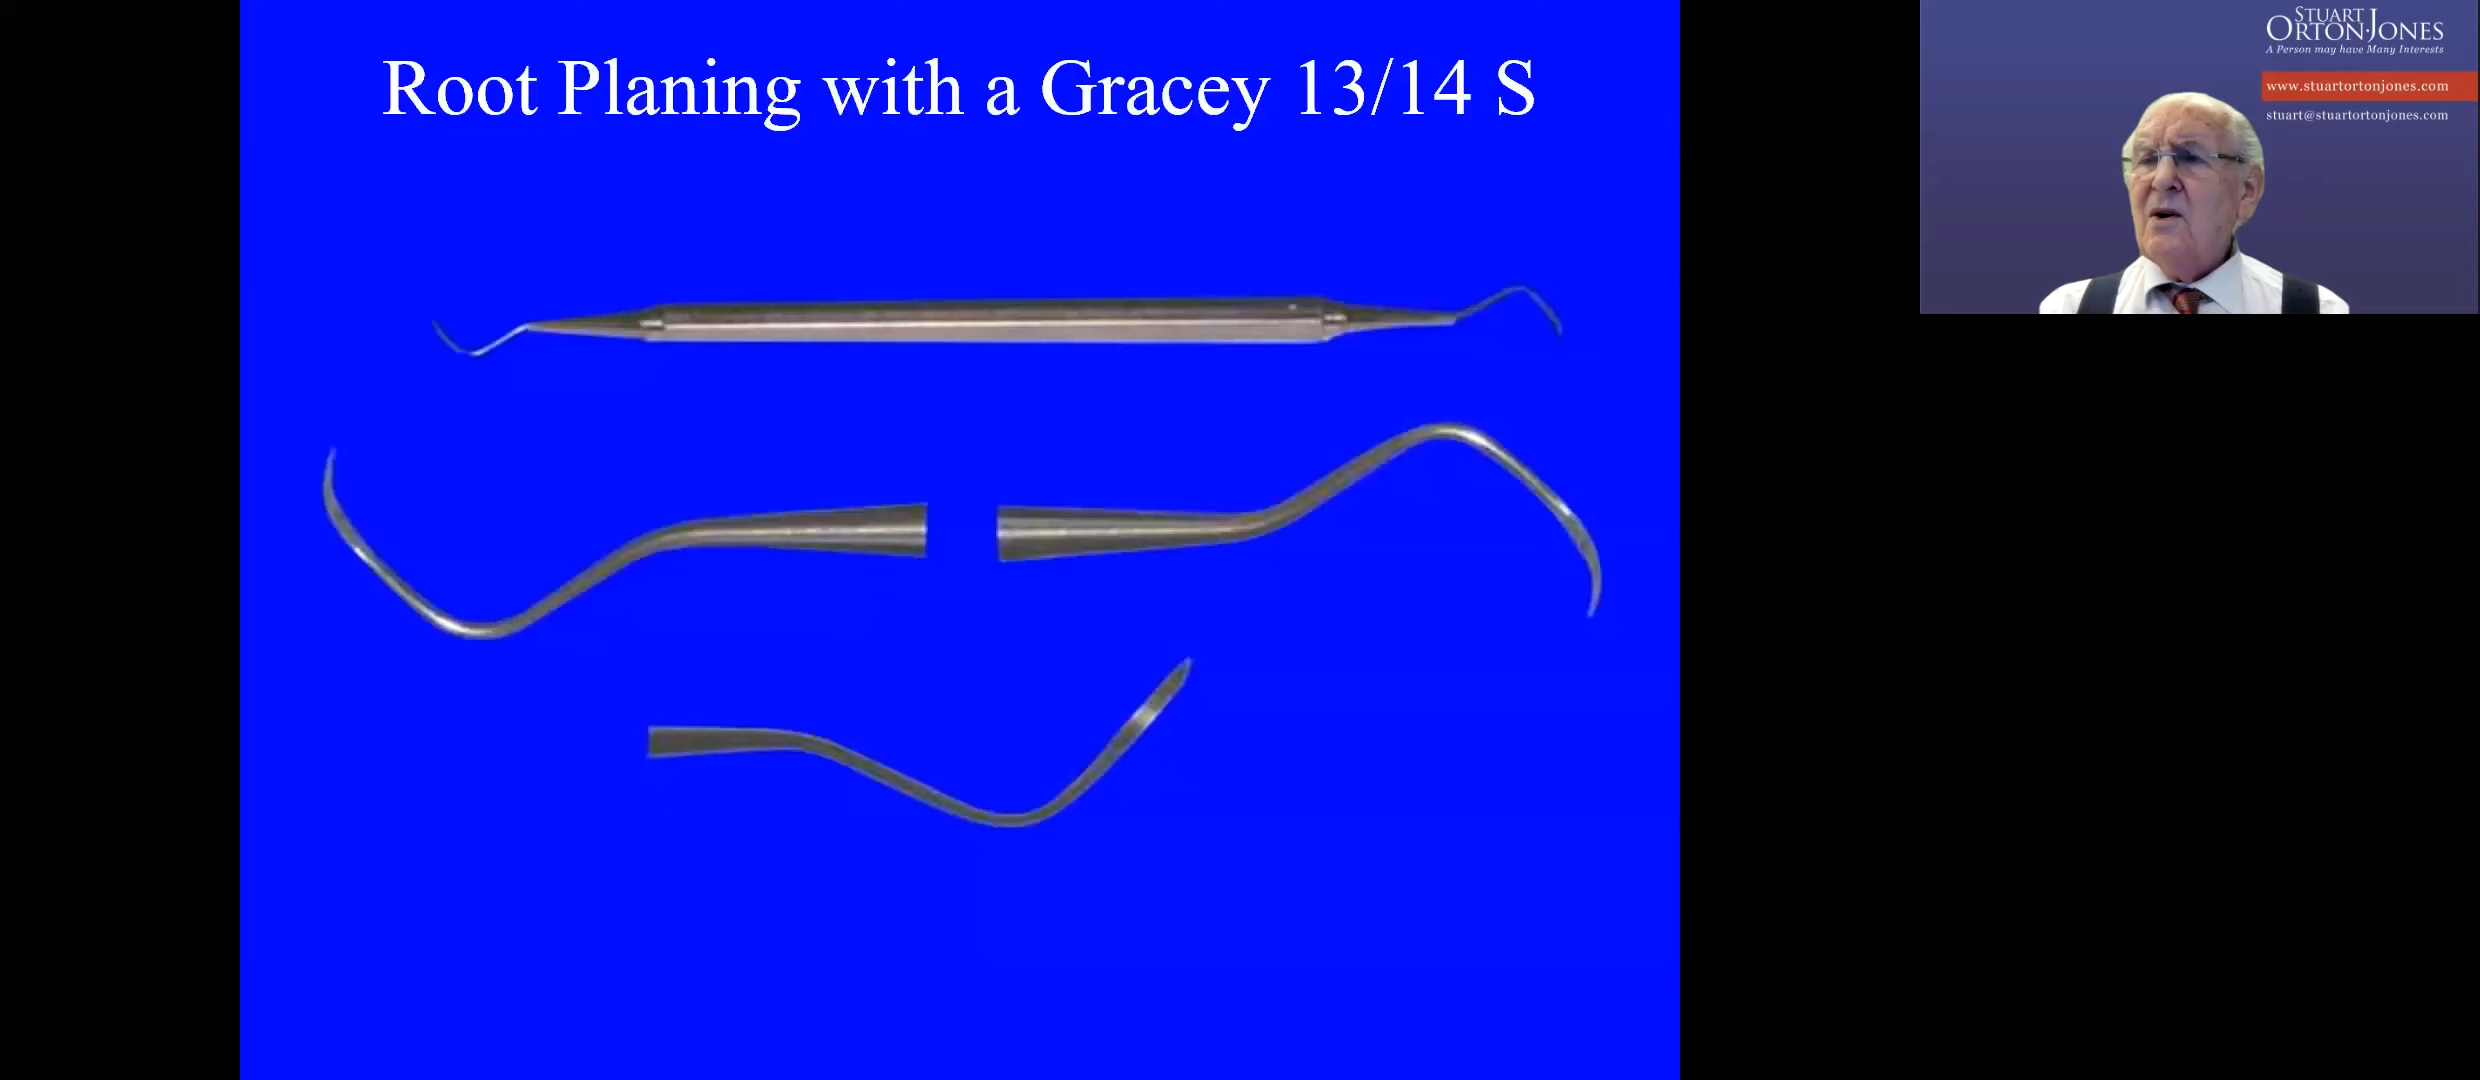 Root Planing with a Gracey 13/14 S
STUART
ORTON-JONES
A Person may have Many Interests
www.stuartortonjones.com
stuart@stuartortonjones.com